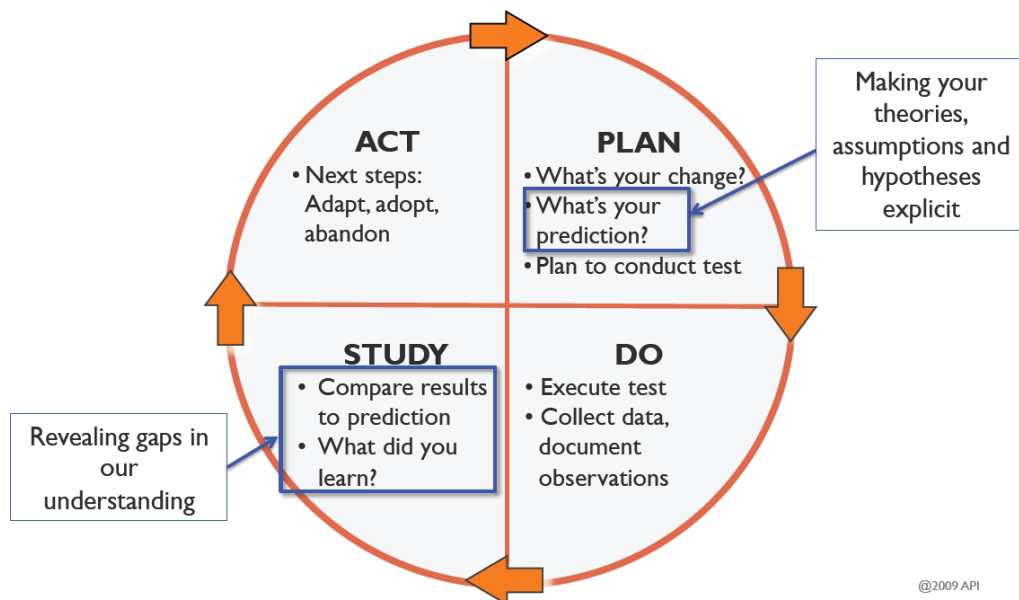 ACT
• Next steps:
Adapt, adopt,
abandon
PLAN
• What's your change?
• What's your
prediction?
• Plan to conduct test
Making your
theories,
assumptions and
hypotheses
explicit
STUDY
• Compare results
to prediction
• What did you
learn?
DO
• Execute test
• Collect data,
document
observations
Revealing gaps in
our
understanding
@2009 API